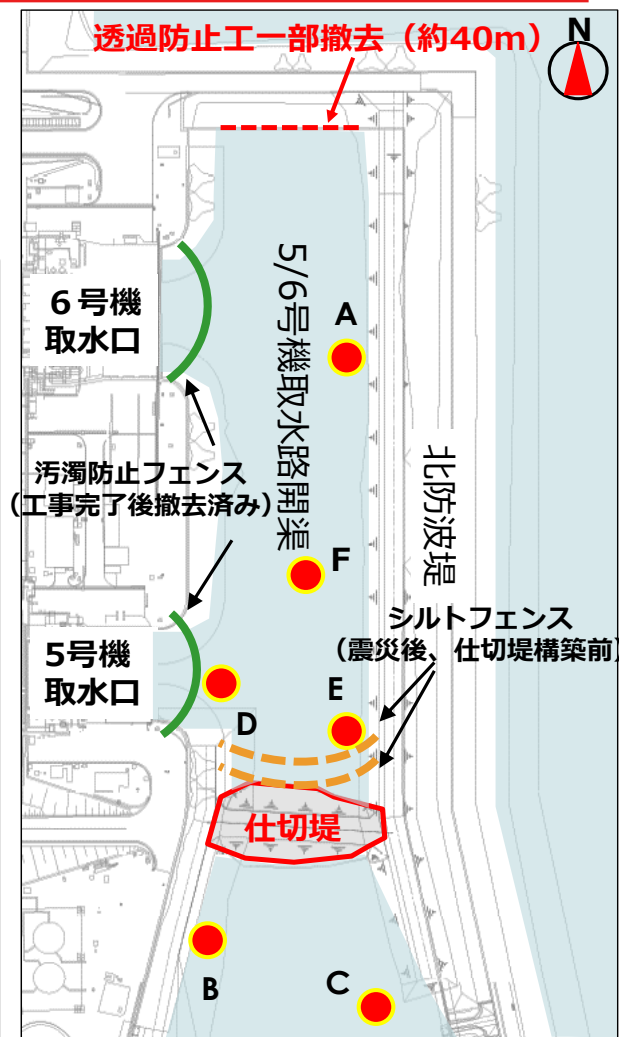 透過防止工一部撤去（約40m）
N
6号機
取水口
5/6号機取水路開渠
A
汚濁防止フェンス
（工事完了後撤去済み）
北防波堤
F
シルトフェンス
（震災後、仕切堤構築前）
5号機
取水口
D
E
仕切堤
B
C